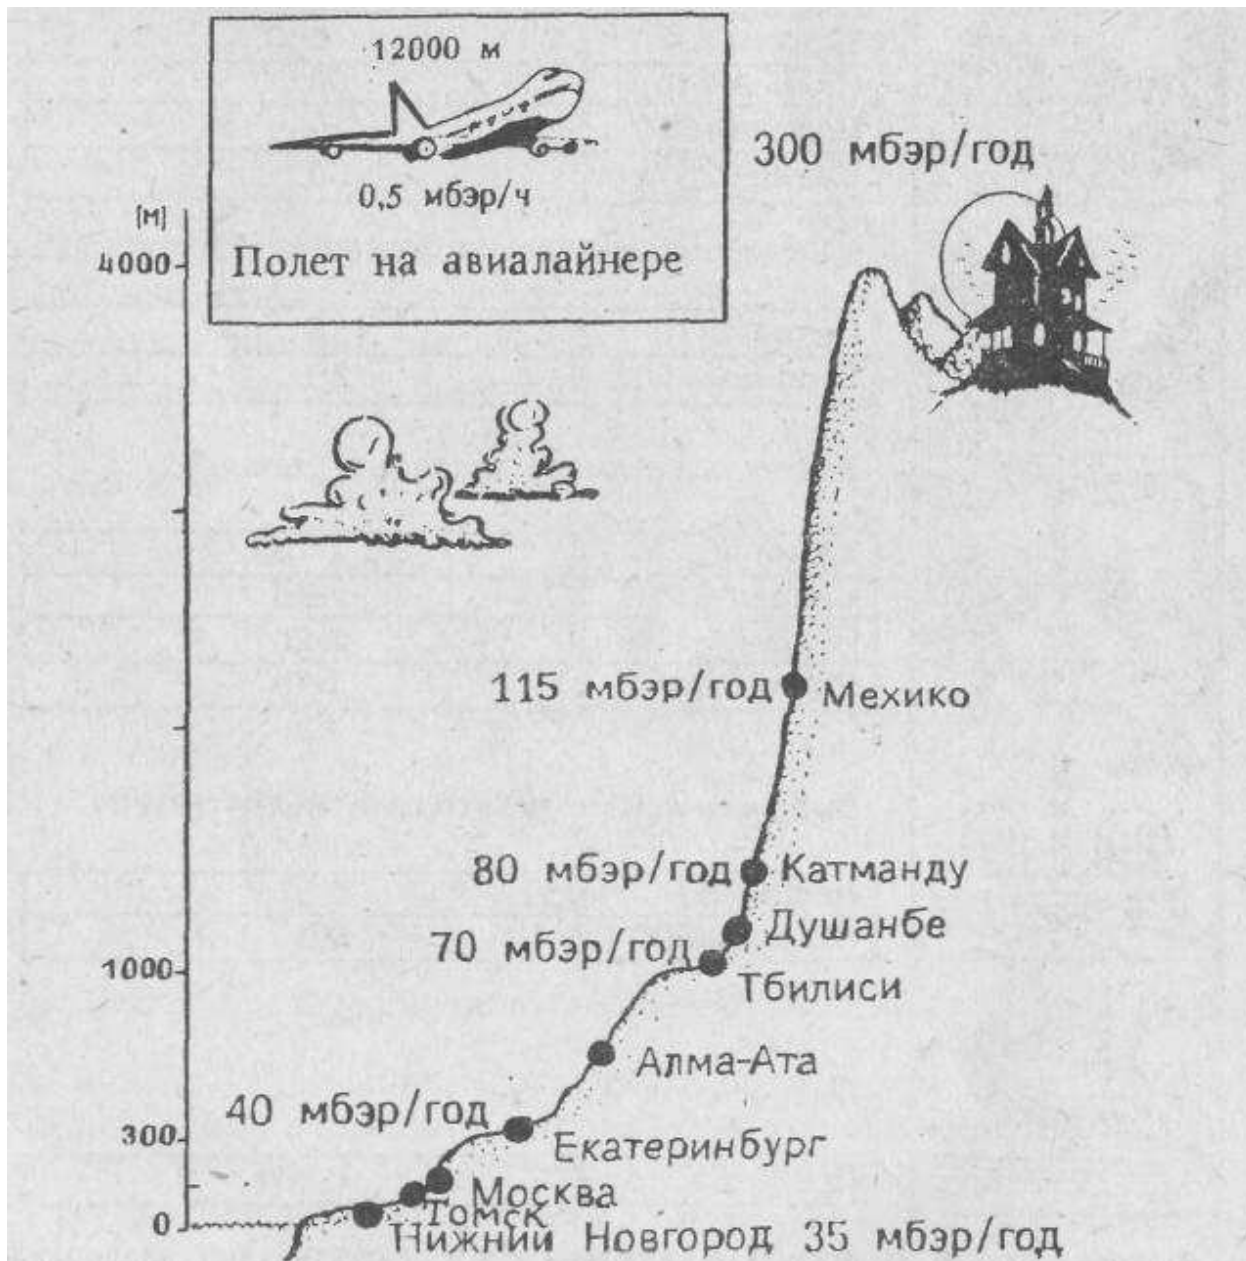 12000 м
0,5 мбэр/ч
Полет на авиалайнере
300 мбэр/год
[м]
4000
115 мбэр/год Мехико
80 мбэр/год Катманду
Душанбе
70 мбэр/год
1000
Тбилиси
Алма-Ата
40 мбэр/год
300
Екатеринбург
Москва
Томск
0
Нижний Новгород 35 мбэр/год